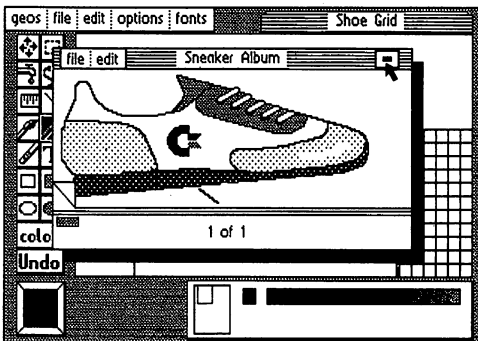 geos file edit options fonts Shoe Grid
file edit Sneaker Album
1 of 1
colo
Undo